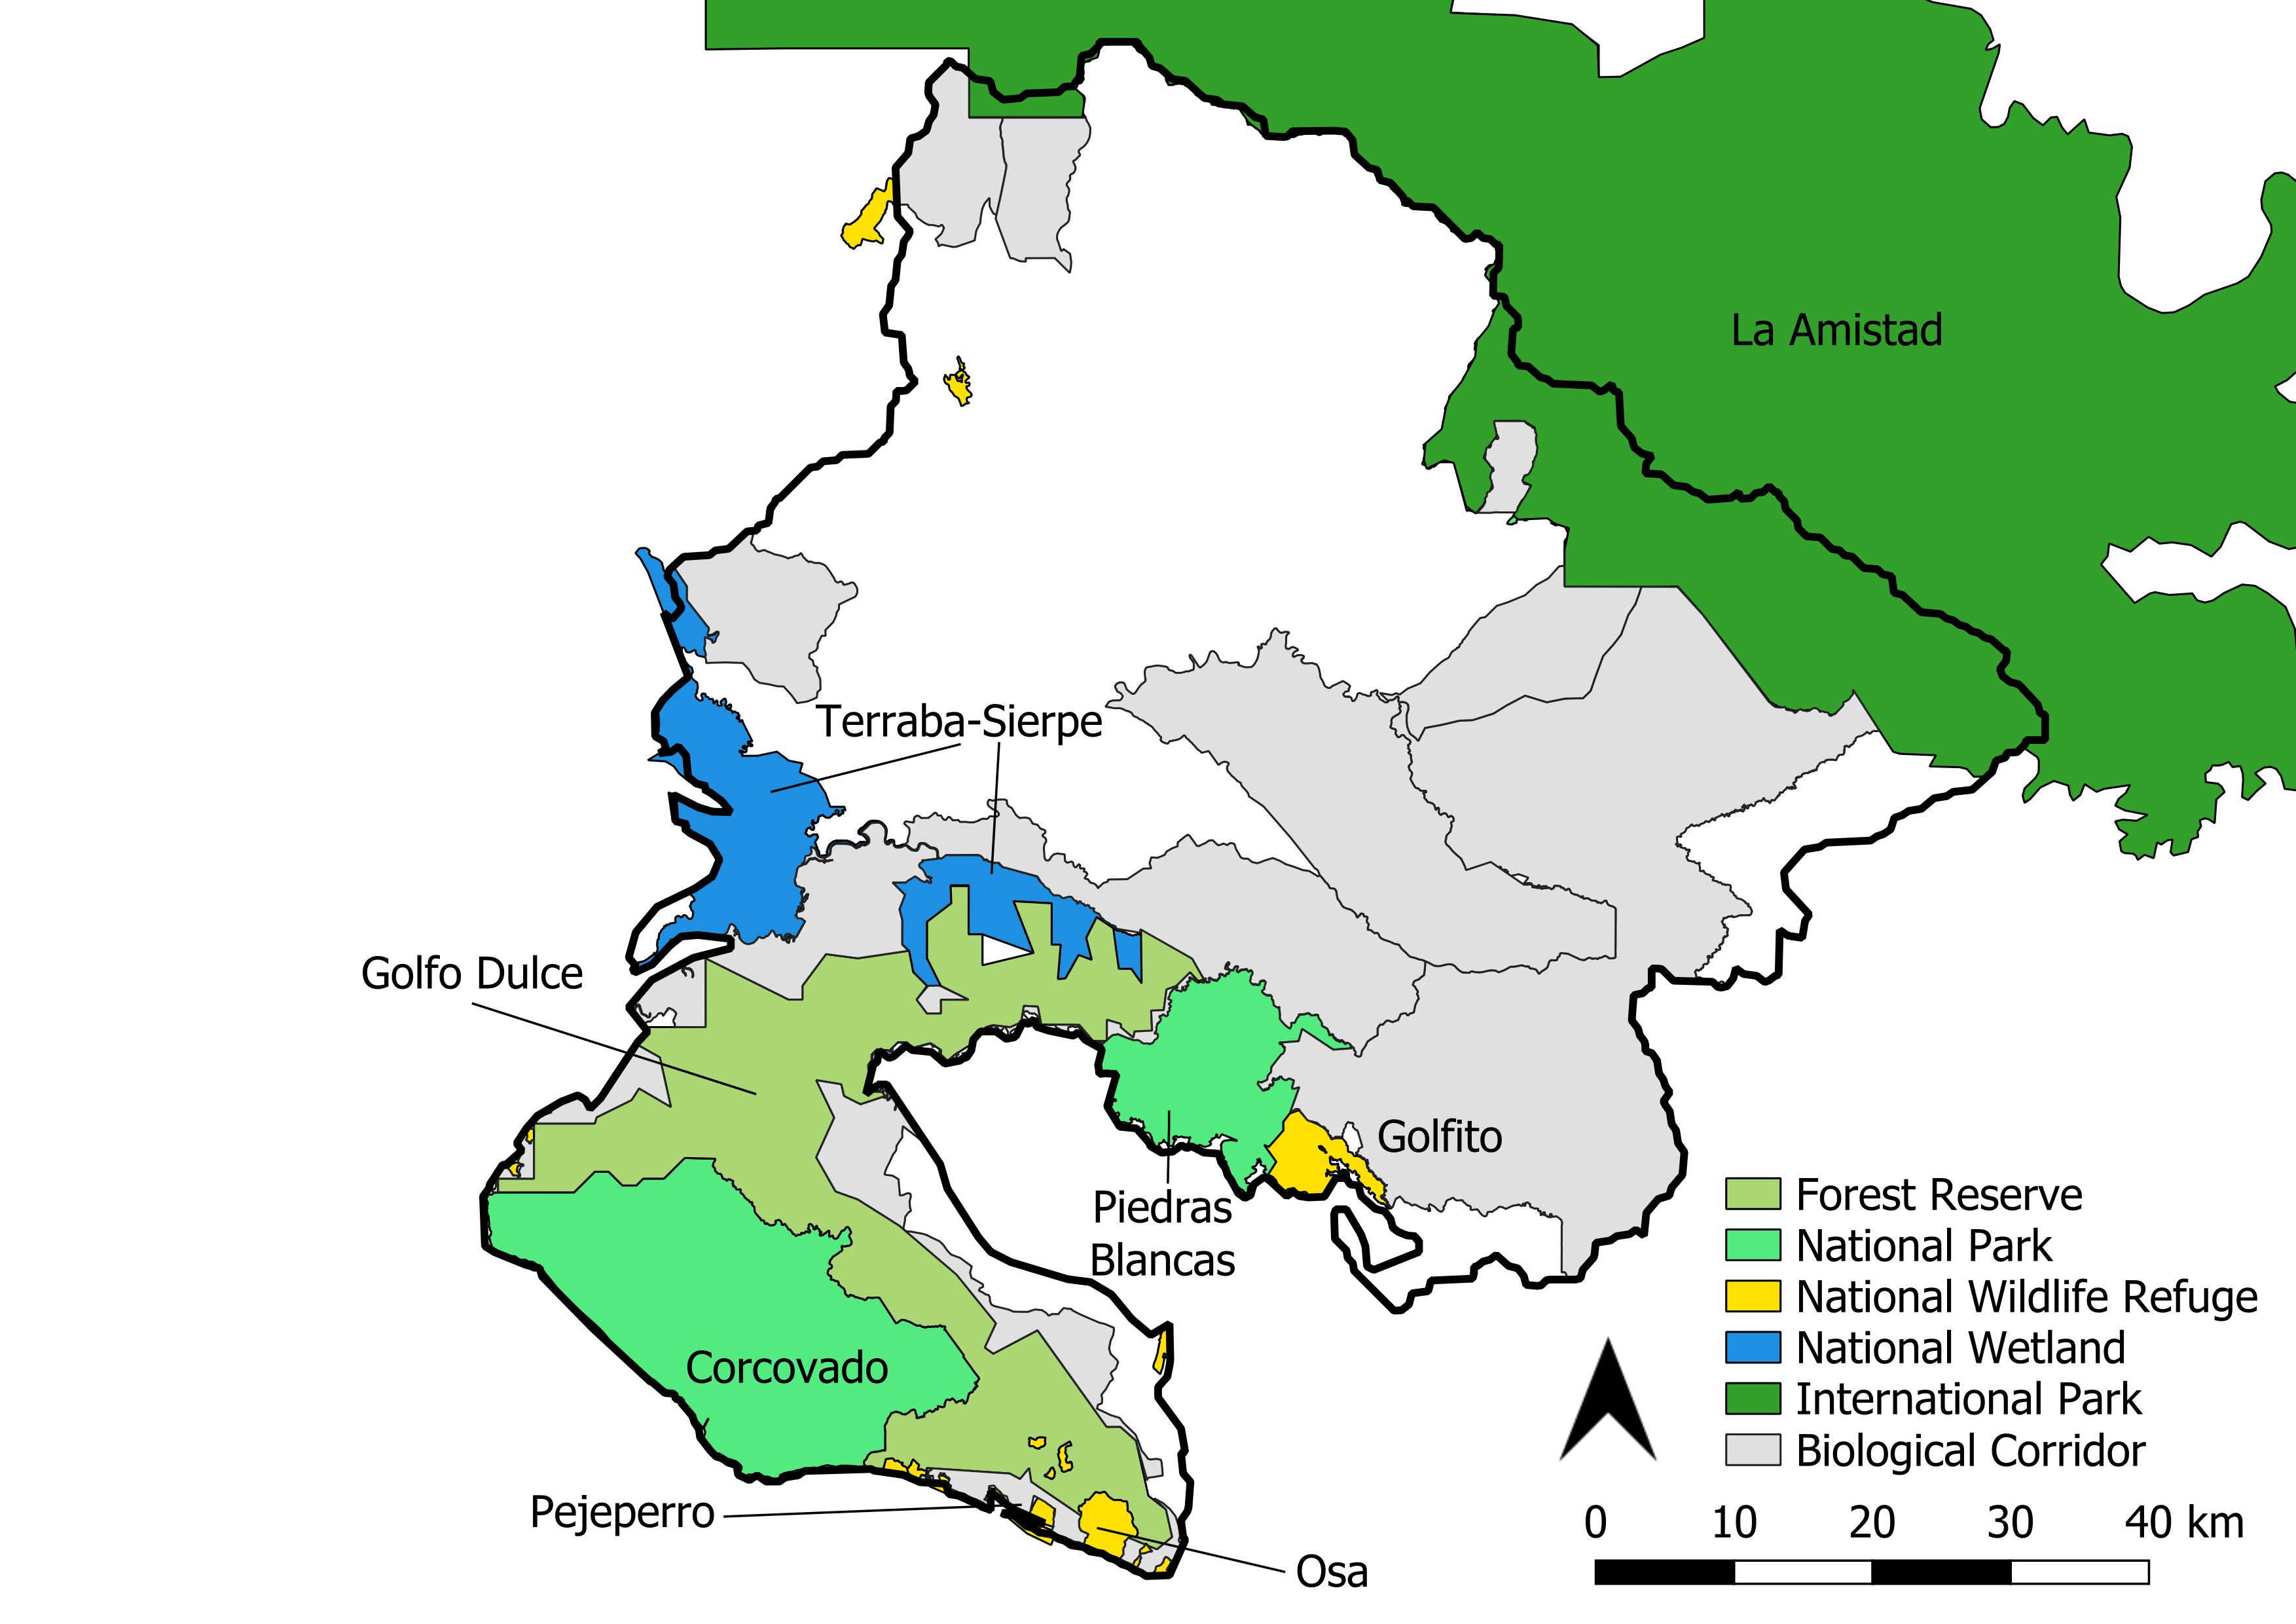 La Amistad
Terraba-Sierpe
Golfo Dulce
Golfito
Piedras
Blancas
Corcovado
Pejeperro
Osa
Forest Reserve
National Park
National Wildlife Refuge
National Wetland
International Park
Biological Corridor
0 10 20 30 40 km